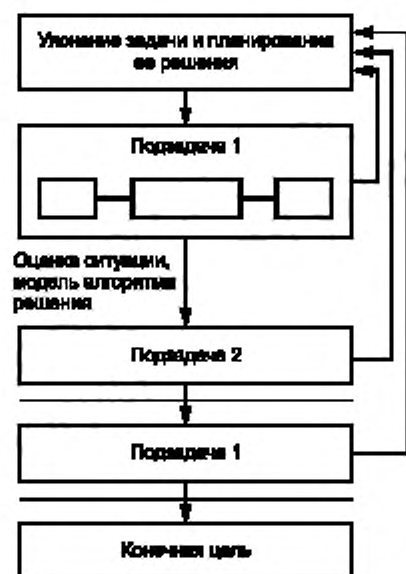 Уяснение задачи и планирование
ее решения
Подзадача 1
Оценка ситуации,
модель алгоритма
решения
Подзадача 2
Подзадача 1
Конечная цель